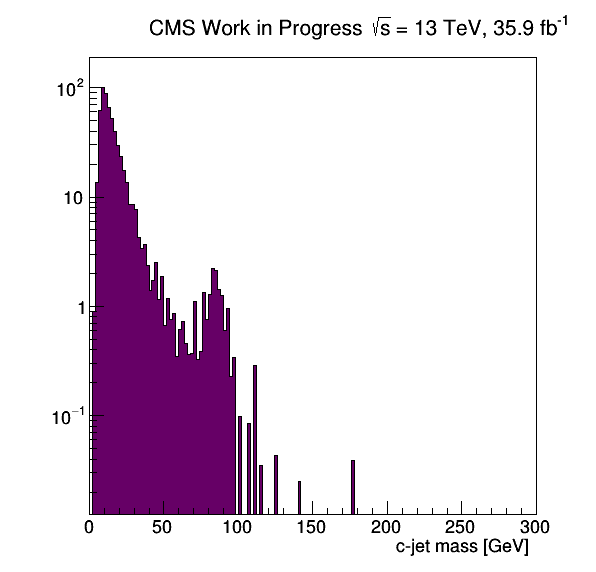 CMS Work in Progress √s = 13 TeV, 35.9 fb⁻¹
10²
10
1
10⁻¹
0 50 100 150 200 250 300
c-jet mass [GeV]